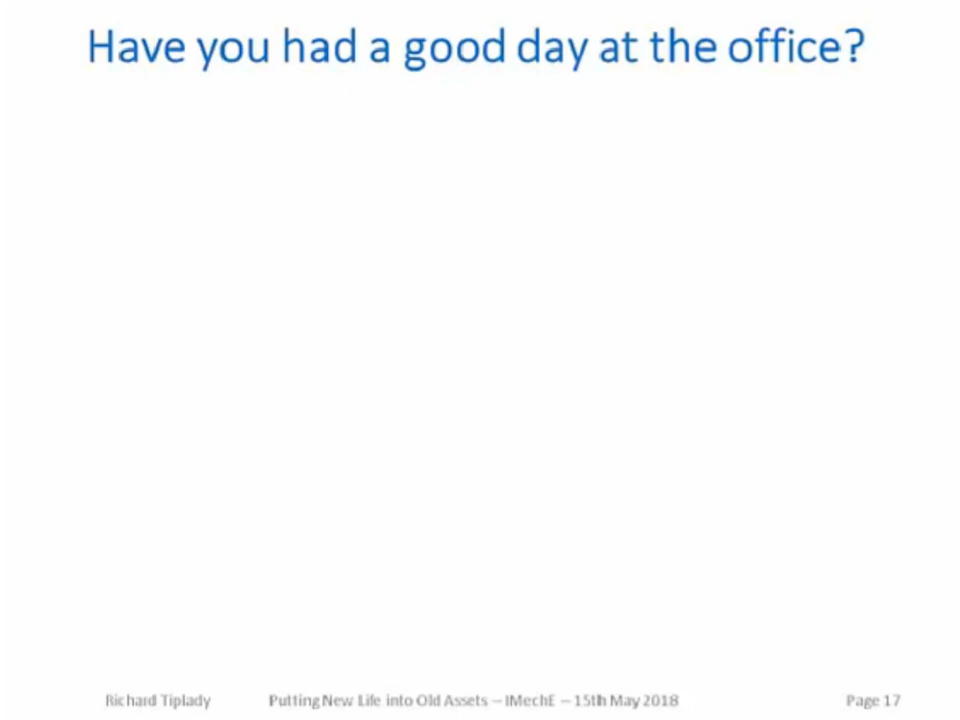 Have you had a good day at the office?
Richard Tiplady Putting New Life into Old Assets – IMechE – 15th May 2018 Page 17